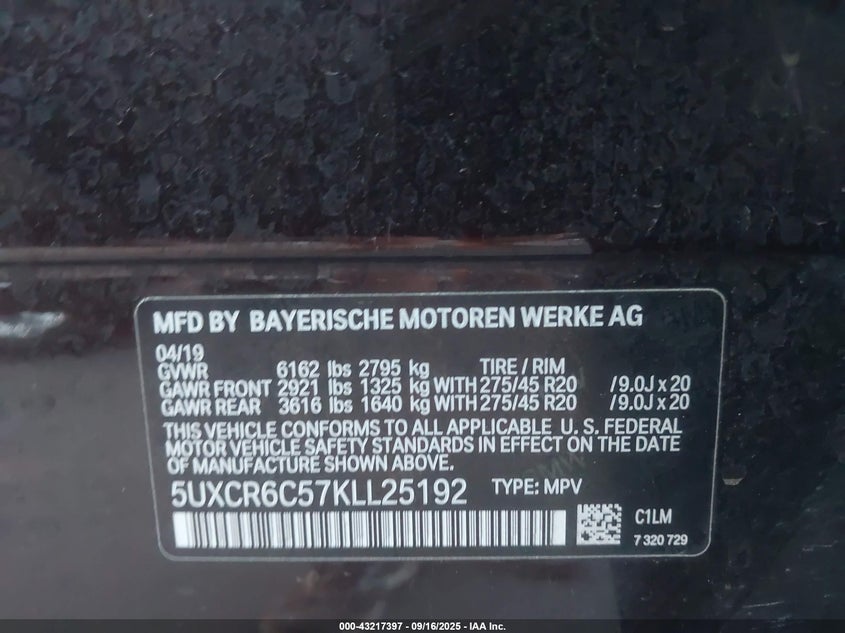 MFD BY BAYERISCHE MOTOREN WERKE AG
04/19
GVWR 6162 lbs 2795 kg TIRE / RIM
GAWR FRONT 2921 lbs 1325 kg WITH 275/45 R20 /9.0J x 20
GAWR REAR 3616 lbs 1640 kg WITH 275/45 R20 /9.0J x 20
THIS VEHICLE CONFORMS TO ALL APPLICABLE U. S. FEDERAL
MOTOR VEHICLE SAFETY STANDARDS IN EFFECT ON THE DATE
OF MANUFACTURE SHOWN ABOVE.
5UXCR6C57KLL25192 TYPE: MPV
C1LM
7 320 729
000-43217397 - 09/16/2025 - IAA Inc.